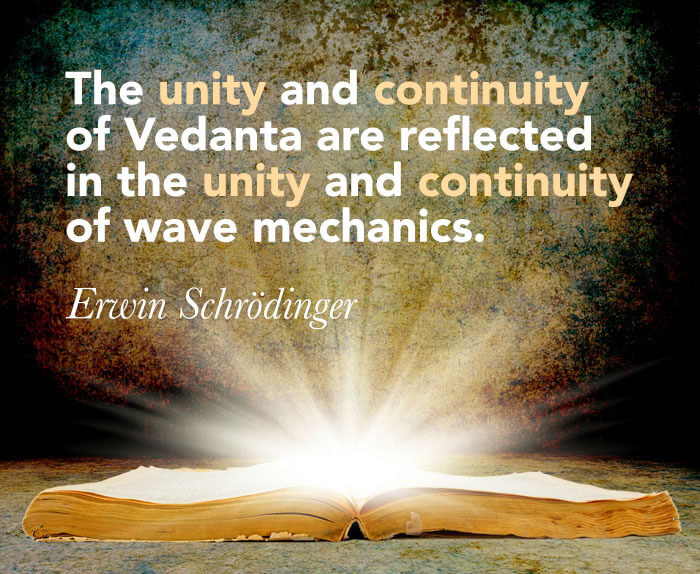 The unity and continuity
of Vedanta are reflected
in the unity and continuity
of wave mechanics.
Erwin Schrödinger